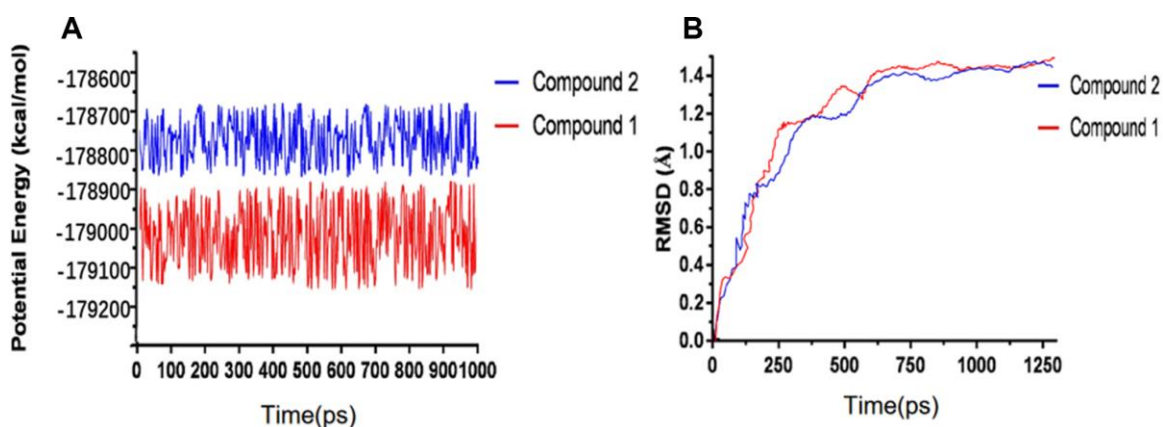 A
Potential Energy (kcal/mol)
-178600
-178700
-178800
-178900
-179000
-179100
-179200
0 100 200 300 400 500 600 700 800 900 1000
Time(ps)
Compound 2
Compound 1
B
RMSD (Å)
1.4
1.2
1.0
0.8
0.6
0.4
0.2
0.0
0 250 500 750 1000 1250
Time(ps)
Compound 2
Compound 1